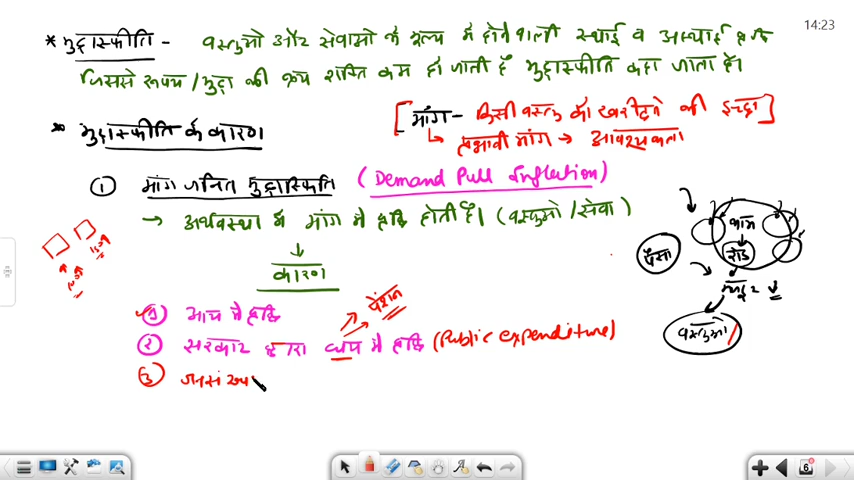 14:23
* मुद्रास्फीति - वस्तुओ और सेवाओ के मूल्य में होने वाली स्थाई व अस्थाई वृद्धि
जिससे रूपय / मुद्रा की क्रय शक्ति कम हो जाती है मुद्रास्फीति कहा जाता है।
[मांग - किसी वस्तु को खरीदने की इच्छा]
↳ प्रभावी मांग → आवश्यकता
* मुद्रास्फीति के कारण
① मांग जनित मुद्रास्फिति (Demand Pull Inflation)
→ अर्थवस्था में मांग में वृद्धि होती है। (वस्तुओ / सेवा)
↓
कारण
काम
पैसा
रोड
वस्तुओ
पेंशन
① आय में वृद्धि
② सरकार द्वारा व्यय में वृद्धि (Public expenditure)
③ जनसंख्य
6